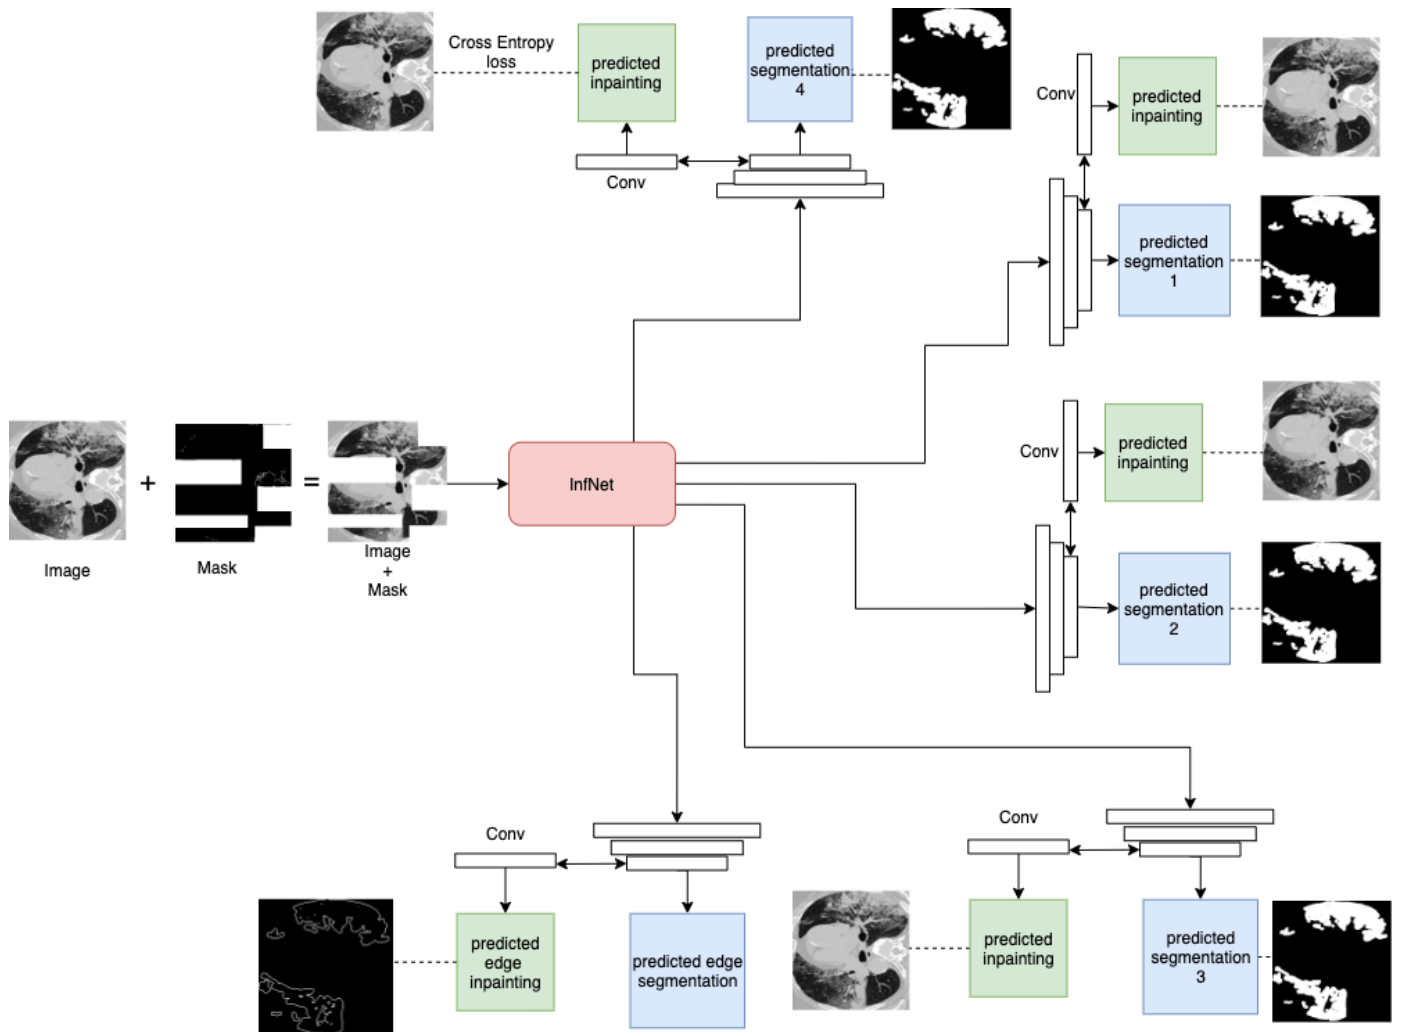 Cross Entropy
loss
predicted
inpainting
predicted
segmentation
4
Conv
Conv
predicted
inpainting
predicted
segmentation
1
+
=
Image
Mask
Image
+
Mask
InfNet
Conv
predicted
inpainting
predicted
segmentation
2
Conv
predicted
edge
inpainting
predicted edge
segmentation
Conv
predicted
inpainting
predicted
segmentation
3